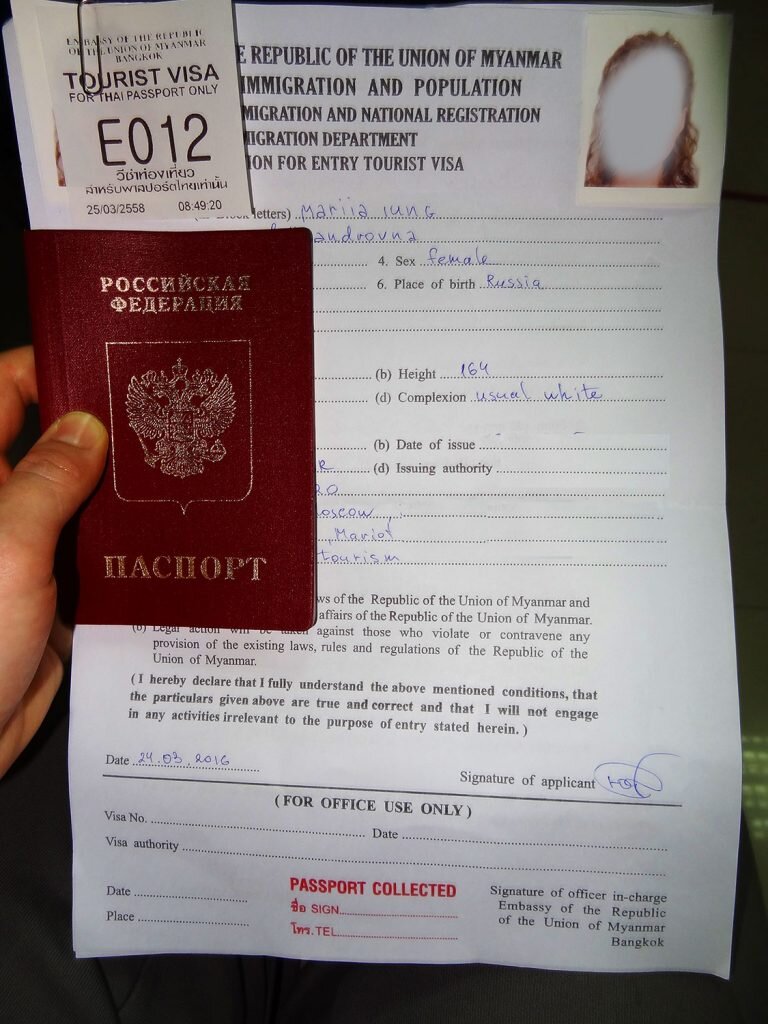 EMBASSY OF THE REPUBLIC
OF THE UNION OF MYANMAR
BANGKOK
TOURIST VISA
FOR THAI PASSPORT ONLY
E012
วีซ่าท่องเที่ยว
สำหรับพาสปอร์ตไทยเท่านั้น
25/03/2558 08:49:20
E REPUBLIC OF THE UNION OF MYANMAR
IMMIGRATION AND POPULATION
MIGRATION AND NATIONAL REGISTRATION
IGRATION DEPARTMENT
ION FOR ENTRY TOURIST VISA
letters) Mariia iung
androvna
4. Sex female
6. Place of birth Russia
(b) Height 164
(d) Complexion usual white
(b) Date of issue
(d) Issuing authority
oscow
Mariot
tourism
РОССИЙСКАЯ
ФЕДЕРАЦИЯ
ПАСПОРТ
ws of the Republic of the Union of Myanmar and
affairs of the Republic of the Union of Myanmar.
(b) Legal action will be taken against those who violate or contravene any
provision of the existing laws, rules and regulations of the Republic of the
Union of Myanmar.
( I hereby declare that I fully understand the above mentioned conditions, that
the particulars given above are true and correct and that I will not engage
in any activities irrelevant to the purpose of entry stated herein. )
Date 24.03.2016
Signature of applicant
(FOR OFFICE USE ONLY)
Visa No. Date
Visa authority
Date
Place
PASSPORT COLLECTED
ชื่อ SIGN
โทร. TEL
Signature of officer in-charge
Embassy of the Republic
of the Union of Myanmar
Bangkok